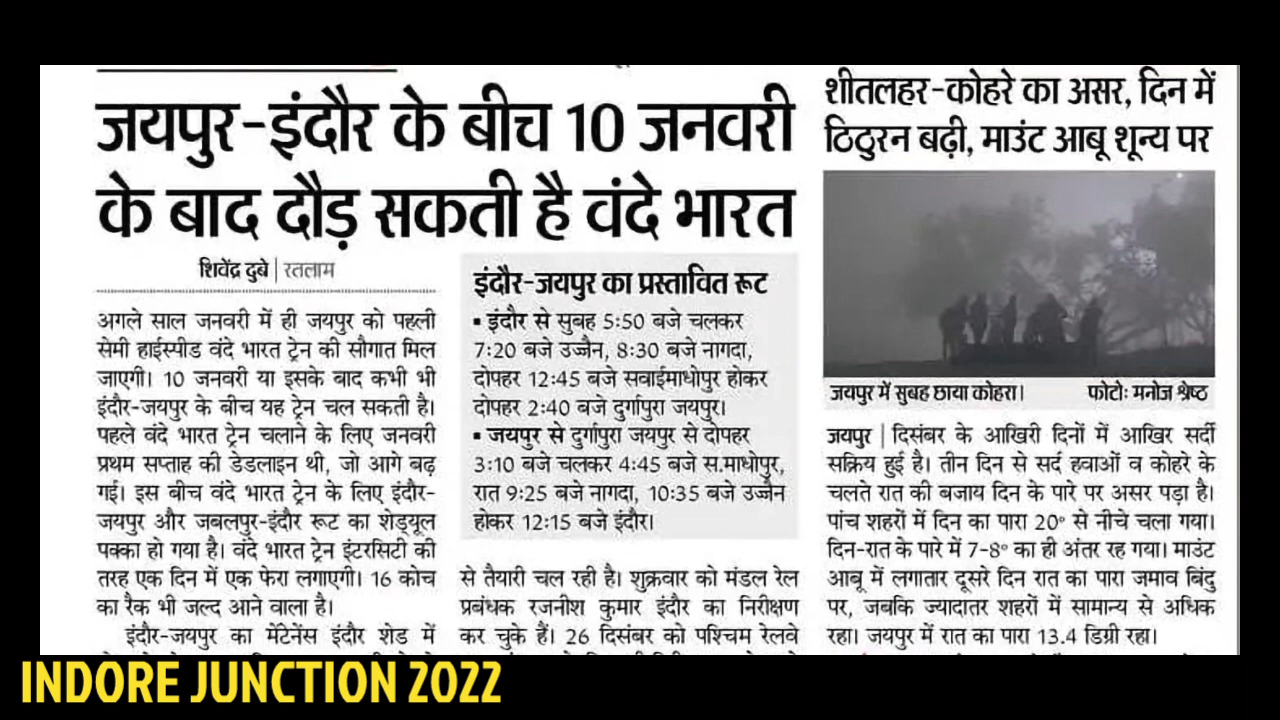 जयपुर-इंदौर के बीच 10 जनवरी
के बाद दौड़ सकती है वंदे भारत
शिवेंद्र दुबे | रतलाम
अगले साल जनवरी में ही जयपुर को पहली
सेमी हाईस्पीड वंदे भारत ट्रेन की सौगात मिल
जाएगी। 10 जनवरी या इसके बाद कभी भी
इंदौर-जयपुर के बीच यह ट्रेन चल सकती है।
पहले वंदे भारत ट्रेन चलाने के लिए जनवरी
प्रथम सप्ताह की डेडलाइन थी, जो आगे बढ़
गई। इस बीच वंदे भारत ट्रेन के लिए इंदौर-
जयपुर और जबलपुर-इंदौर रूट का शेड्यूल
पक्का हो गया है। वंदे भारत ट्रेन इंटरसिटी की
तरह एक दिन में एक फेरा लगाएगी। 16 कोच
का रैक भी जल्द आने वाला है।
इंदौर-जयपुर का मेंटेनेंस इंदौर शेड में
इंदौर-जयपुर का प्रस्तावित रूट
▪ इंदौर से सुबह 5:50 बजे चलकर
7:20 बजे उज्जैन, 8:30 बजे नागदा,
दोपहर 12:45 बजे सवाईमाधोपुर होकर
दोपहर 2:40 बजे दुर्गापुरा जयपुर।
▪ जयपुर से दुर्गापुरा जयपुर से दोपहर
3:10 बजे चलकर 4:45 बजे स.माधोपुर,
रात 9:25 बजे नागदा, 10:35 बजे उज्जैन
होकर 12:15 बजे इंदौर।
से तैयारी चल रही है। शुक्रवार को मंडल रेल
प्रबंधक रजनीश कुमार इंदौर का निरीक्षण
कर चुके हैं। 26 दिसंबर को पश्चिम रेलवे
शीतलहर-कोहरे का असर, दिन में
ठिठुरन बढ़ी, माउंट आबू शून्य पर
जयपुर में सुबह छाया कोहरा। फोटो: मनोज श्रेष्ठ
जयपुर | दिसंबर के आखिरी दिनों में आखिर सर्दी
सक्रिय हुई है। तीन दिन से सर्द हवाओं व कोहरे के
चलते रात की बजाय दिन के पारे पर असर पड़ा है।
पांच शहरों में दिन का पारा 20° से नीचे चला गया।
दिन-रात के पारे में 7-8° का ही अंतर रह गया। माउंट
आबू में लगातार दूसरे दिन रात का पारा जमाव बिंदु
पर, जबकि ज्यादातर शहरों में सामान्य से अधिक
रहा। जयपुर में रात का पारा 13.4 डिग्री रहा।
INDORE JUNCTION 2022